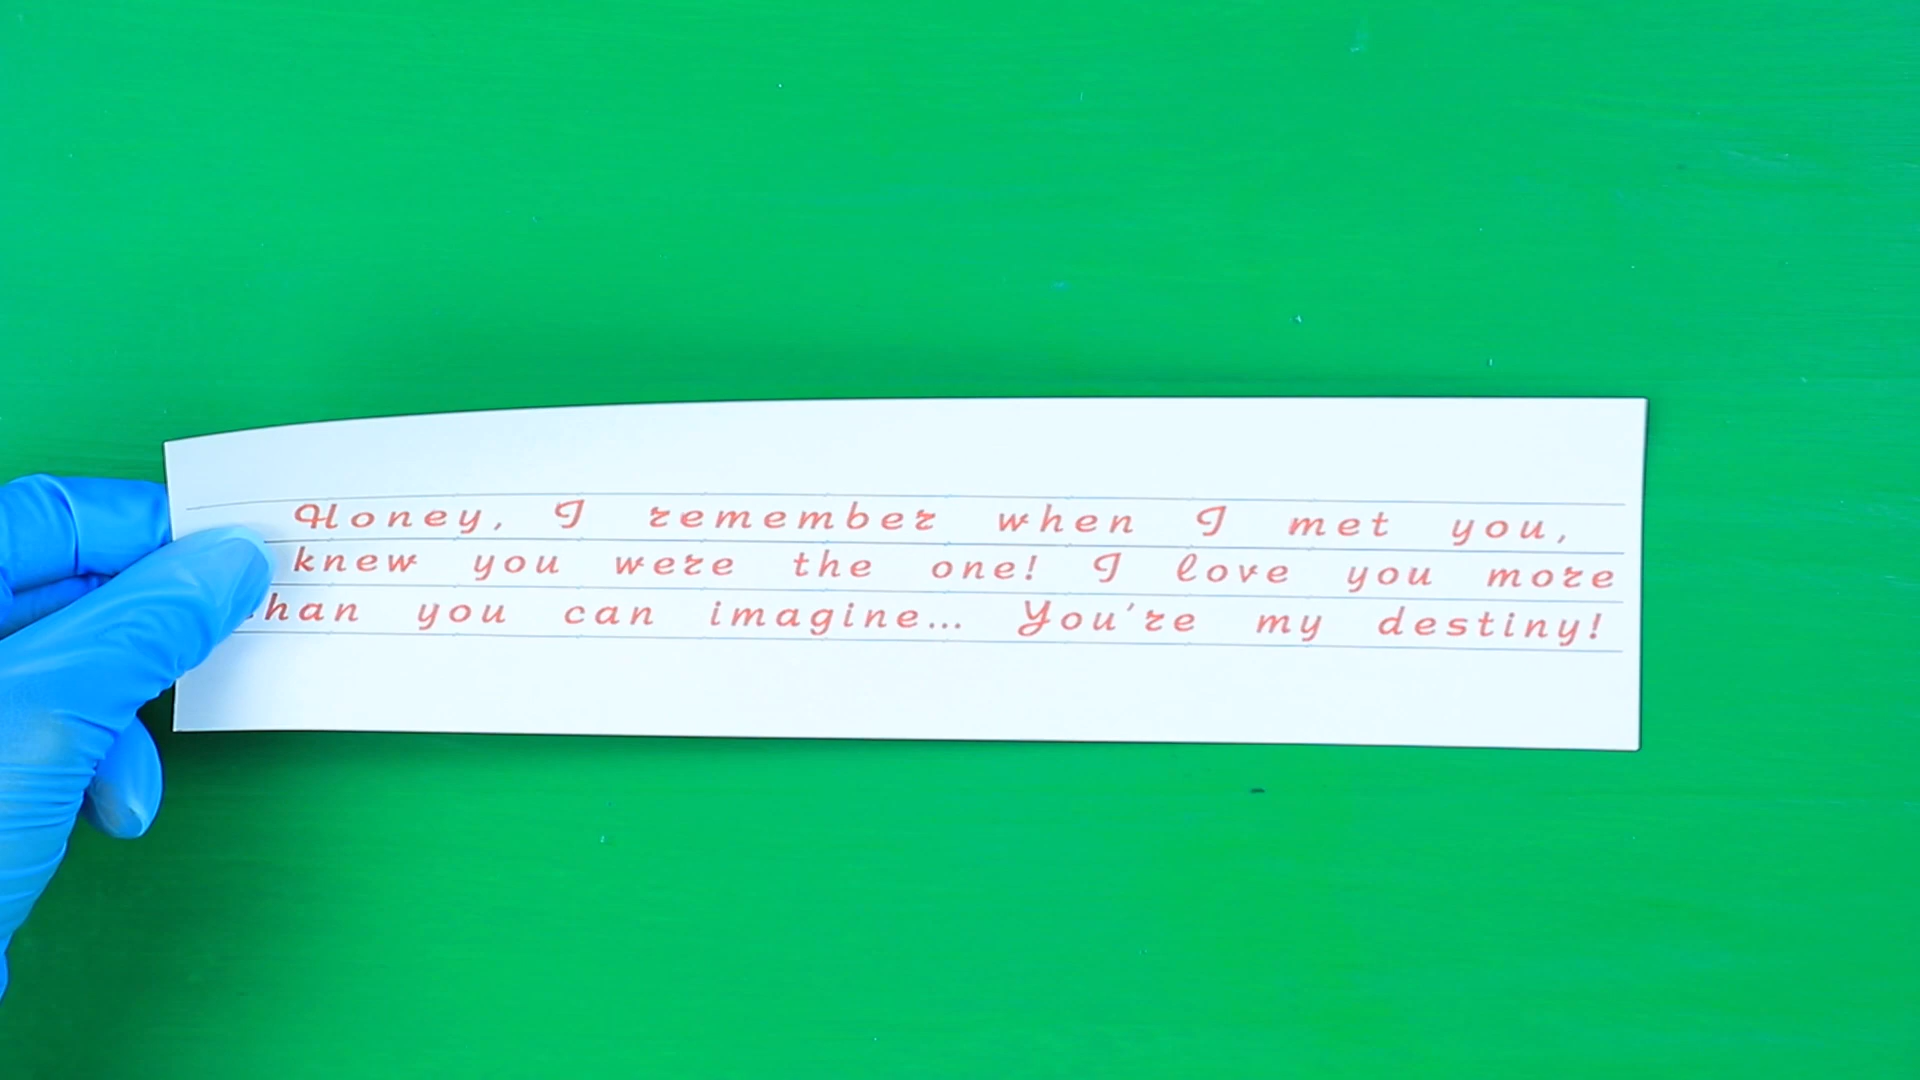 Honey, I remember when I met you,
knew you were the one! I love you more
han you can imagine... You're my destiny!